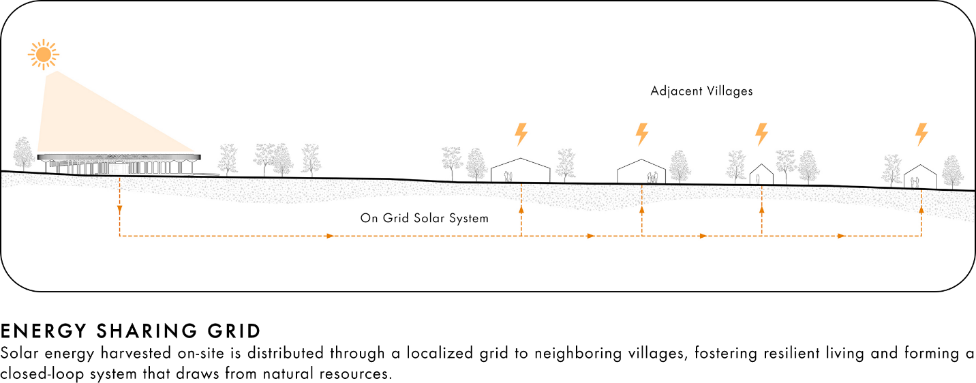 Adjacent Villages
On Grid Solar System
ENERGY SHARING GRID
Solar energy harvested on-site is distributed through a localized grid to neighboring villages, fostering resilient living and forming a
closed-loop system that draws from natural resources.